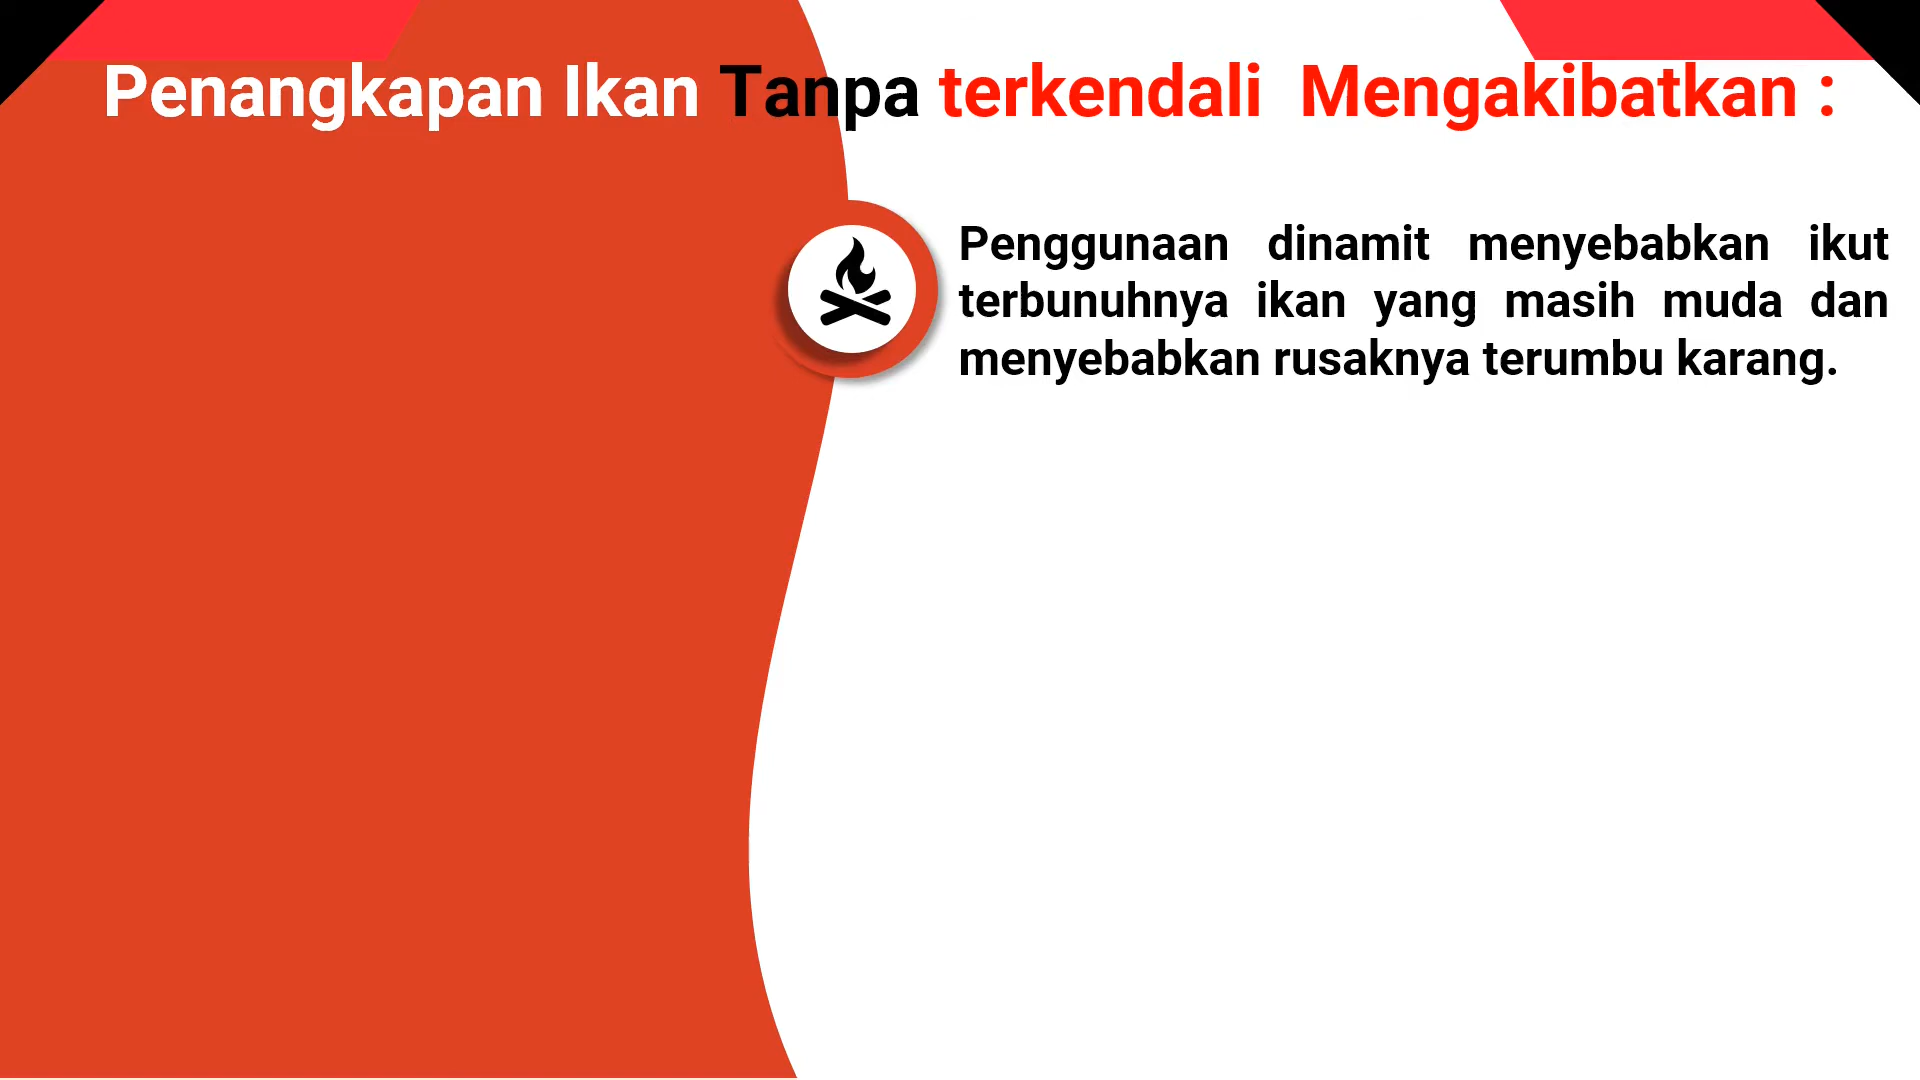 Penangkapan Ikan Tanpa terkendali  Mengakibatkan :
Penggunaan dinamit menyebabkan ikut
terbunuhnya ikan yang masih muda dan
menyebabkan rusaknya terumbu karang.